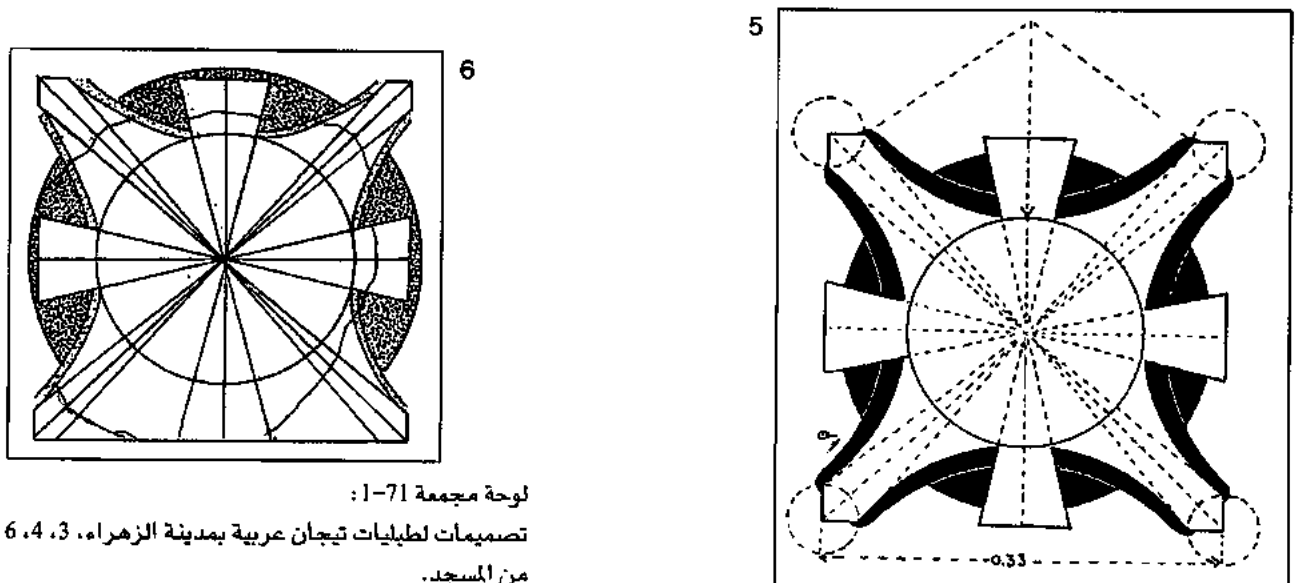 5
6
-0.33-
لوحة مجمعة 71-1:
تصميمات لطبليات تيجان عربية بمدينة الزهراء، 3، 4، 6
من المسجد.